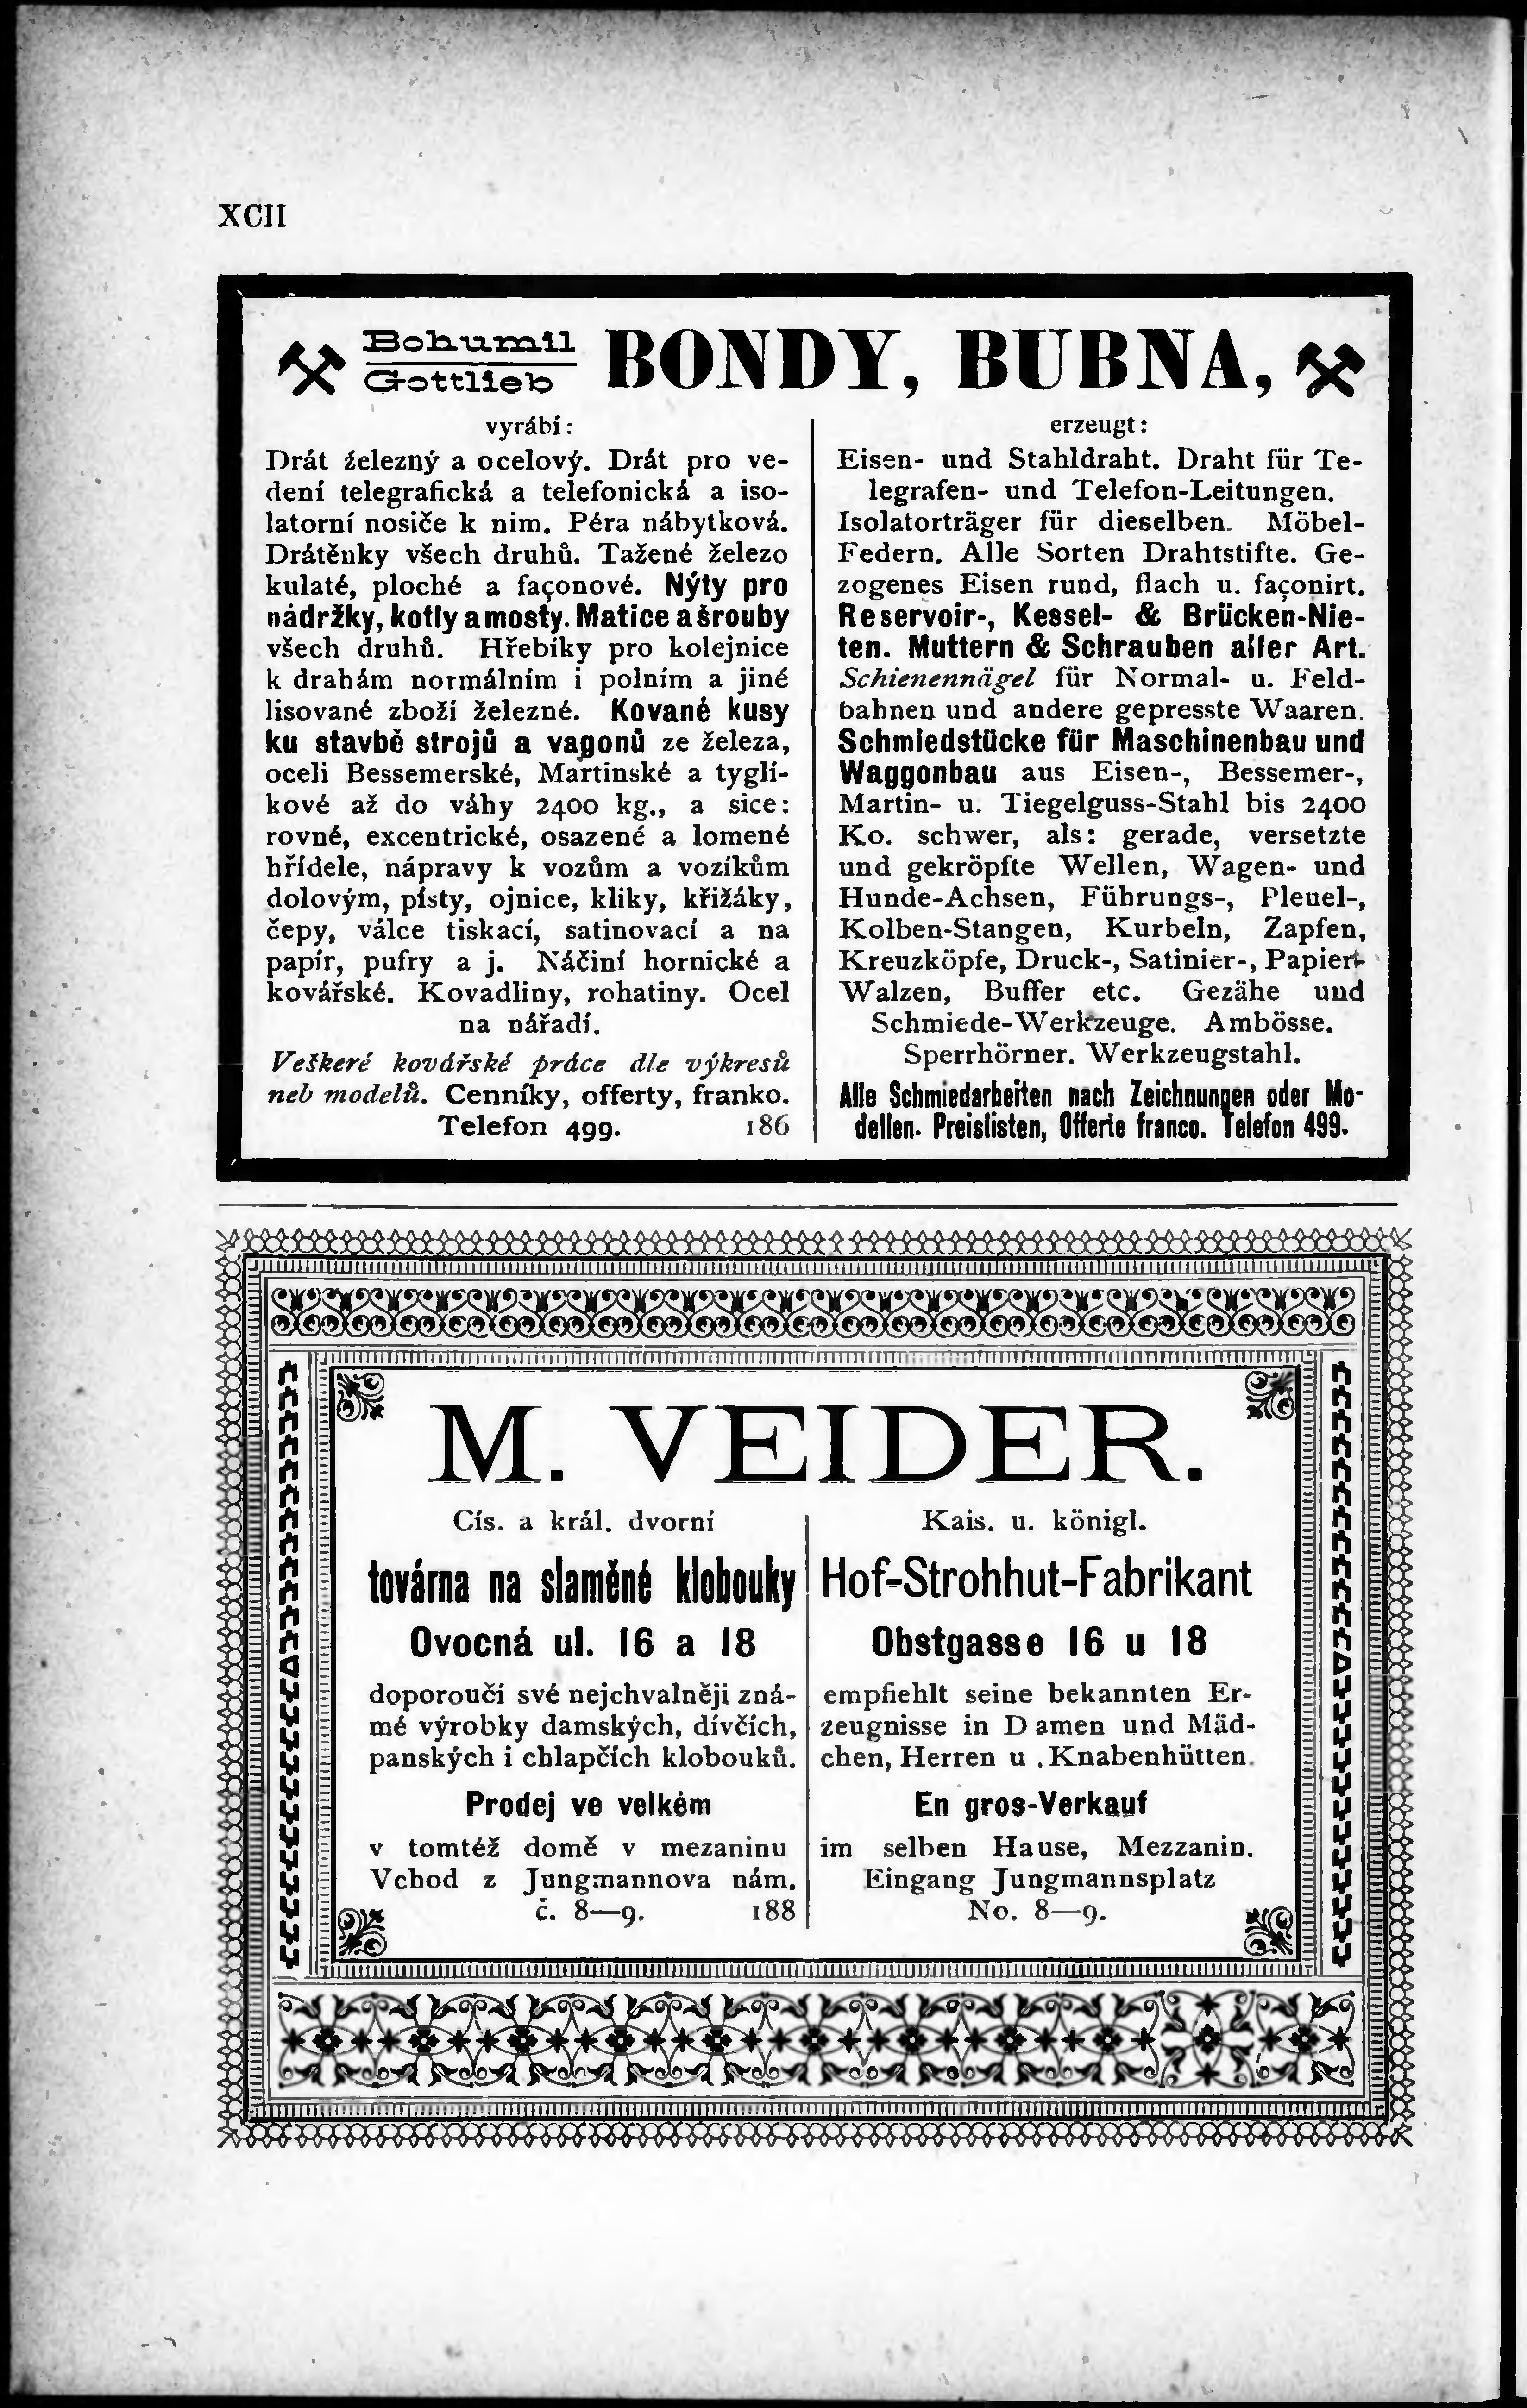 XCII
Bohumil
Gottlieb
BONDY, BUBNA,
vyrábí:
Drát železný a ocelový. Drát pro ve-
dení telegrafická a telefonická a iso-
latorní nosiče k nim. Péra nábytková.
Drátěnky všech druhů. Tažené železo
kulaté, ploché a façonové. Nýty pro
nádržky, kotly a mosty. Matice a šrouby
všech druhů. Hřebíky pro kolejnice
k drahám normálním i polním a jiné
lisované zboží železné. Kované kusy
ku stavbě strojů a vagonů ze železa,
oceli Bessemerské, Martinské a tyglí-
kové až do váhy 2400 kg., a sice:
rovné, excentrické, osazené a lomené
hřídele, nápravy k vozům a vozíkům
dolovým, písty, ojnice, kliky, křižáky,
čepy, válce tiskací, satinovací a na
papír, pufry a j. Náčiní hornické a
kovářské. Kovadliny, rohatiny. Ocel
na nářadí.
Veškeré kovářské práce dle výkresů
neb modelů. Cenníky, offerty, franko.
Telefon 499. 186
erzeugt:
Eisen- und Stahldraht. Draht für Te-
legrafen- und Telefon-Leitungen.
Isolatorträger für dieselben. Möbel-
Federn. Alle Sorten Drahtstifte. Ge-
zogenes Eisen rund, flach u. façonirt.
Reservoir-, Kessel- & Brücken-Nie-
ten. Muttern & Schrauben aller Art.
Schienennägel für Normal- u. Feld-
bahnen und andere gepresste Waaren.
Schmiedstücke für Maschinenbau und
Waggonbau aus Eisen-, Bessemer-,
Martin- u. Tiegelguss-Stahl bis 2400
Ko. schwer, als: gerade, versetzte
und gekröpfte Wellen, Wagen- und
Hunde-Achsen, Führungs-, Pleuel-,
Kolben-Stangen, Kurbeln, Zapfen,
Kreuzköpfe, Druck-, Satinier-, Papier-
Walzen, Buffer etc. Gezähe und
Schmiede-Werkzeuge. Ambösse.
Sperrhörner. Werkzeugstahl.
Alle Schmiedarbeiten nach Zeichnungen oder Mo-
dellen. Preislisten, Offerte franco. Telefon 499.
M. VEIDER.
Cís. a král. dvorní
továrna na slaměné klobouky
Ovocná ul. 16 a 18
doporoučí své nejchvalněji zná-
mé výrobky damských, dívčích,
panských i chlapčích klobouků.
Prodej ve velkém
v tomtéž domě v mezaninu
Vchod z Jungmannova nám.
č. 8—9. 188
Kais. u. königl.
Hof-Strohhut-Fabrikant
Obstgasse 16 u 18
empfiehlt seine bekannten Er-
zeugnisse in Damen und Mäd-
chen, Herren u .Knabenhütten.
En gros-Verkauf
im selben Hause, Mezzanin.
Eingang Jungmannsplatz
No. 8—9.